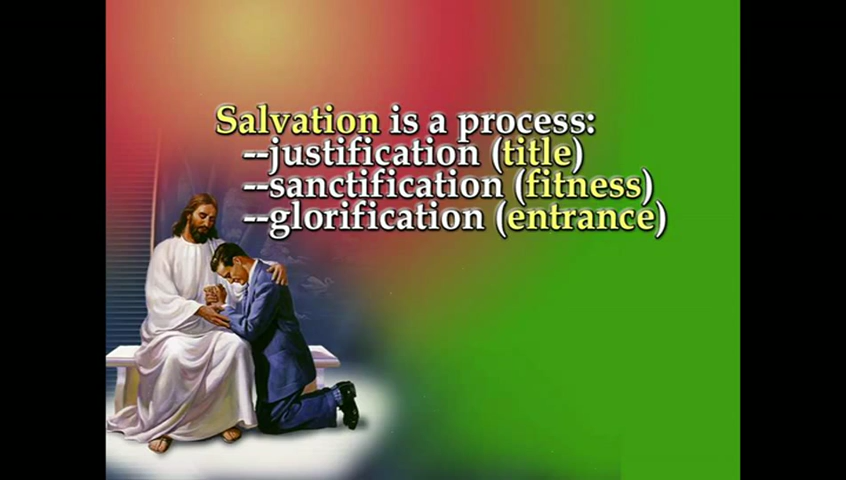 Salvation is a process:
--justification (title)
--sanctification (fitness)
--glorification (entrance)